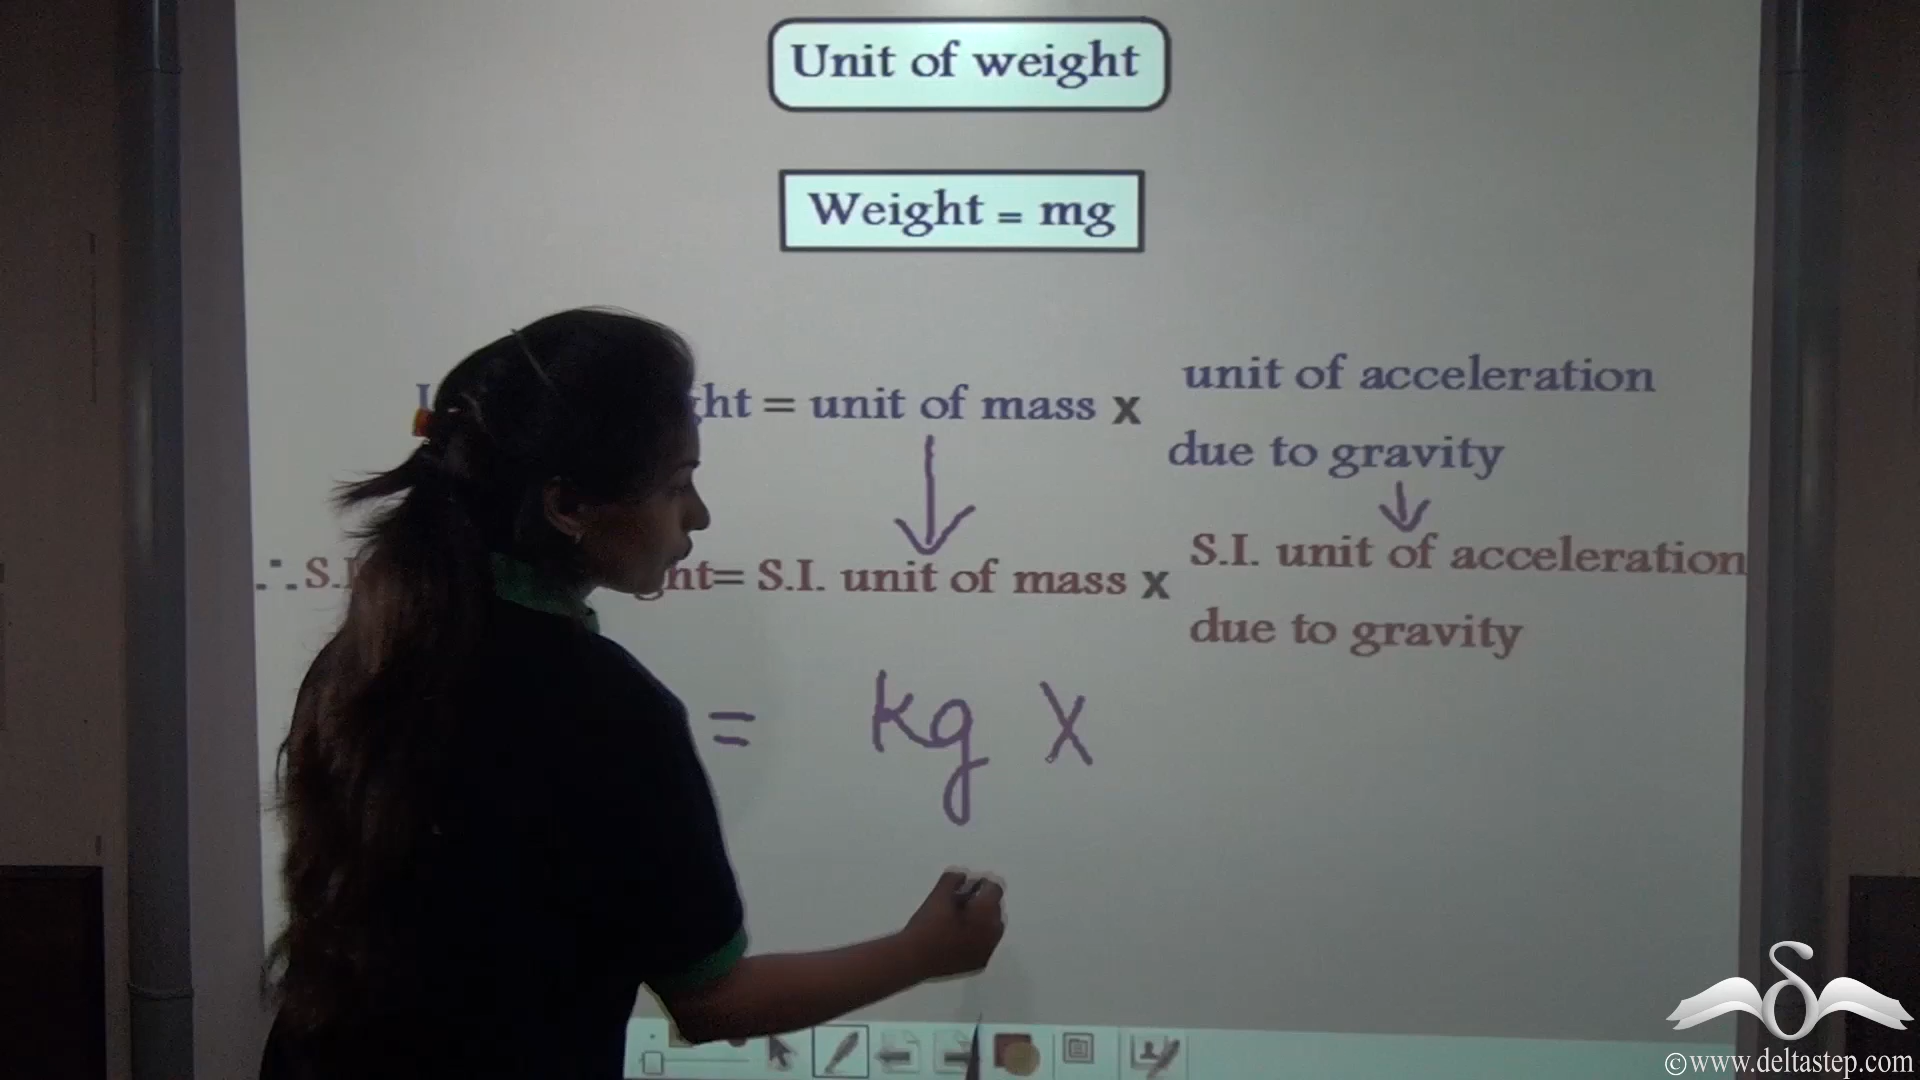 Unit of weight
Weight = mg
ght = unit of mass x unit of acceleration
due to gravity
∴ S.I ght= S.I. unit of mass x S.I. unit of acceleration
due to gravity
= kg X
©www.deltastep.com